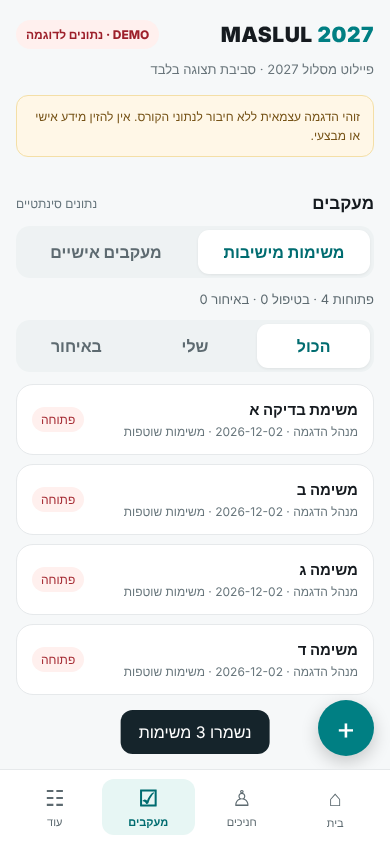 MASLUL 2027
DEMO · נתונים לדוגמה
פיילוט מסלול 2027 · סביבת תצוגה בלבד
זוהי הדגמה עצמאית ללא חיבור לנתוני הקורס. אין להזין מידע אישי
או מבצעי.
מעקבים
נתונים סינתטיים
משימות מישיבות
מעקבים אישיים
פתוחות 4 · בטיפול 0 · באיחור 0
הכול
שלי
באיחור
משימת בדיקה א
פתוחה
מנהל הדגמה · 2026-12-02 · משימות שוטפות
משימה ב
פתוחה
מנהל הדגמה · 2026-12-02 · משימות שוטפות
משימה ג
פתוחה
מנהל הדגמה · 2026-12-02 · משימות שוטפות
משימה ד
פתוחה
מנהל הדגמה · 2026-12-02 · משימות שוטפות
נשמרו 3 משימות
+
בית
חניכים
מעקבים
עוד